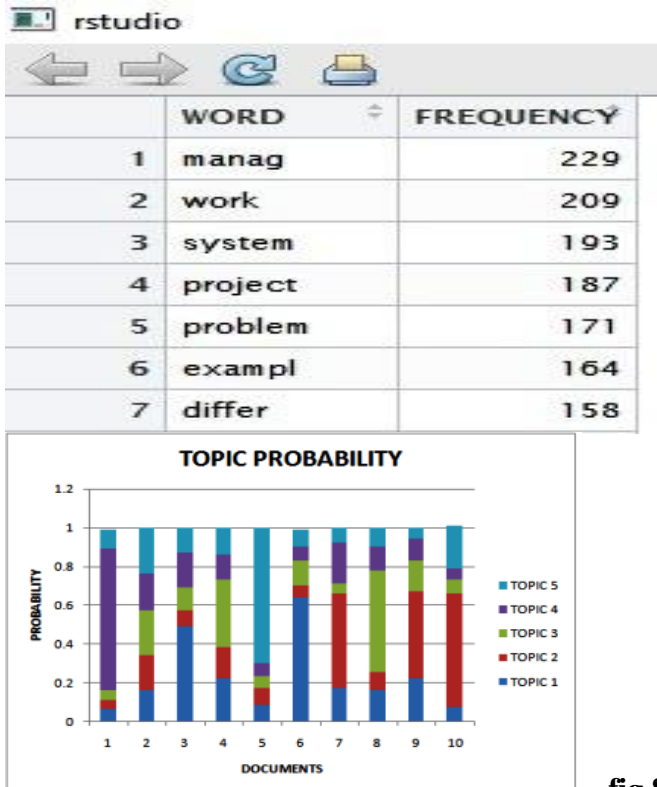 rstudio
WORD FREQUENCY
1 manag 229
2 work 209
3 system 193
4 project 187
5 problem 171
6 exampl 164
7 differ 158
TOPIC PROBABILITY
1.2
1
0.8
0.6
0.4
0.2
0
PROBABILITY
TOPIC 5
TOPIC 4
TOPIC 3
TOPIC 2
TOPIC 1
1 2 3 4 5 6 7 8 9 10
DOCUMENTS